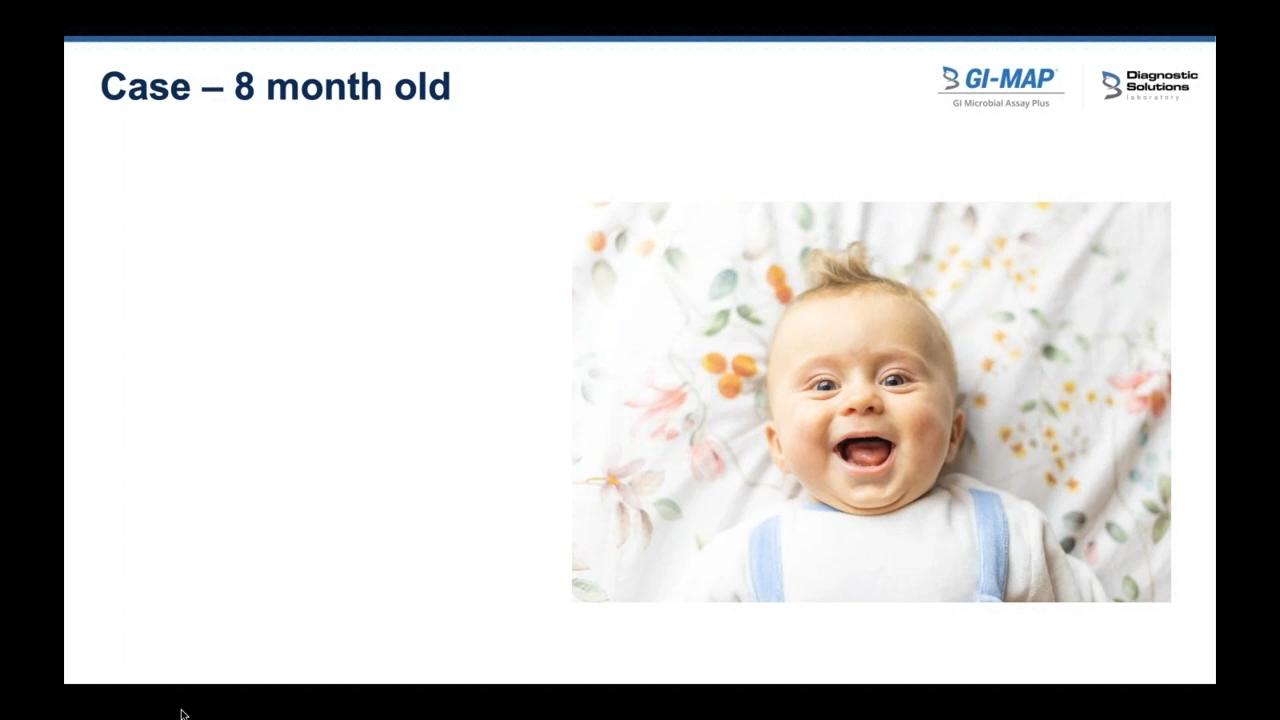 Case – 8 month old
GI-MAP®
GI Microbial Assay Plus
Diagnostic
Solutions
laboratory